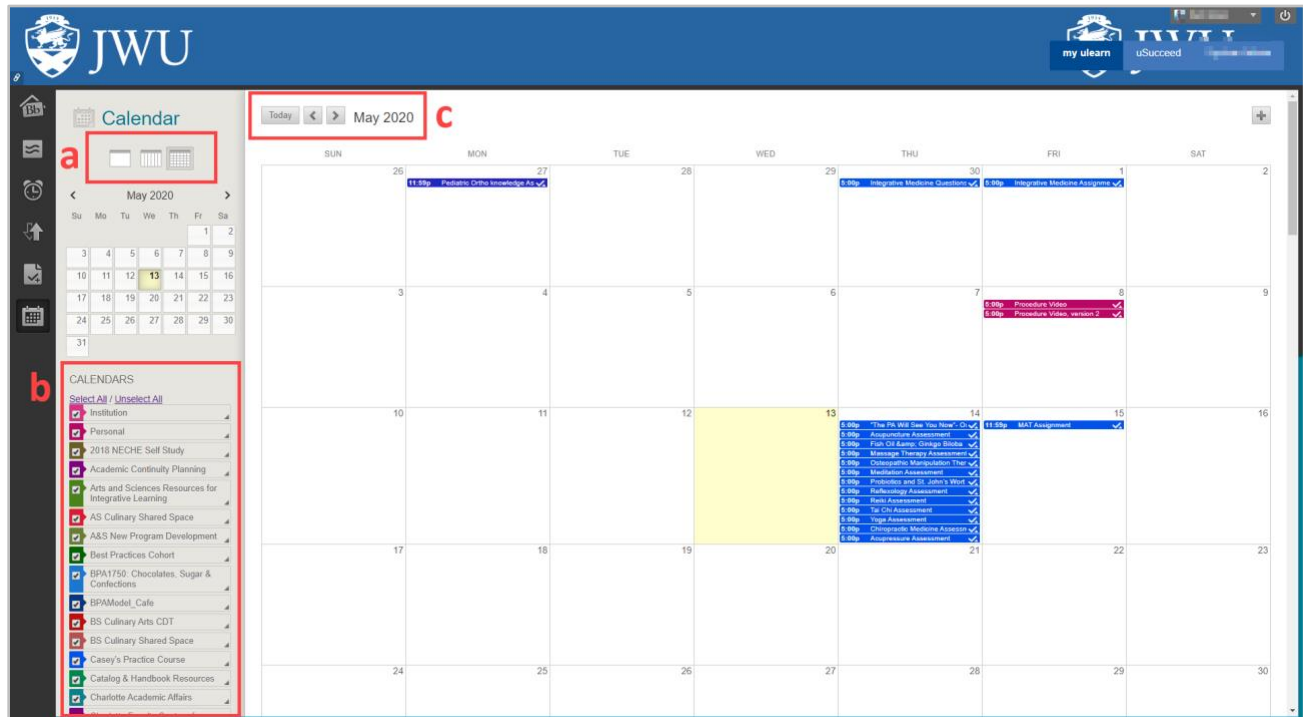 JWU
my ulearn
uSucceed
Bb
Calendar
a
May 2020
Su Mo Tu We Th Fr Sa
1 2
3 4 5 6 7 8 9
10 11 12 13 14 15 16
17 18 19 20 21 22 23
24 25 26 27 28 29 30
31
b
CALENDARS
Select All / Unselect All
Institution
Personal
2018 NECHE Self Study
Academic Continuity Planning
Arts and Sciences Resources for
Integrative Learning
AS Culinary Shared Space
A&S New Program Development
Best Practices Cohort
BPA1750: Chocolates, Sugar &
Confections
BPAModel_Cafe
BS Culinary Arts CDT
BS Culinary Shared Space
Casey's Practice Course
Catalog & Handbook Resources
Charlotte Academic Affairs
Today May 2020
c
SUN MON TUE WED THU FRI SAT
26 27 28 29 30 1 2
11:59p Pediatric Ortho knowledge As
5:00p Integrative Medicine Questions
5:00p Integrative Medicine Assignme
3 4 5 6 7 8 9
5:00p Procedure Video
5:00p Procedure Video, version 2
10 11 12 13 14 15 16
5:00p "The PA Will See You Now"- O
5:00p Acupuncture Assessment
5:00p Fish Oil &amp; Ginkgo Biloba
5:00p Massage Therapy Assessment
5:00p Osteopathic Manipulation Ther
5:00p Meditation Assessment
5:00p Probiotics and St. John's Wort
5:00p Reflexology Assessment
5:00p Reiki Assessment
5:00p Tai Chi Assessment
5:00p Yoga Assessment
5:00p Chiropractic Medicine Assessm
5:00p Acupressure Assessment
11:59p MAT Assignment
17 18 19 20 21 22 23
24 25 26 27 28 29 30